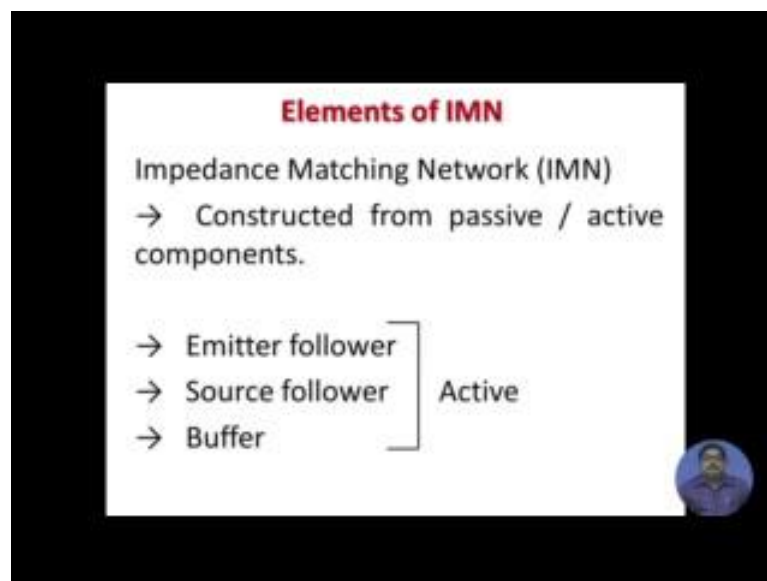 Elements of IMN
Impedance Matching Network (IMN)
→ Constructed from passive / active
components.
→ Emitter follower
→ Source follower Active
→ Buffer